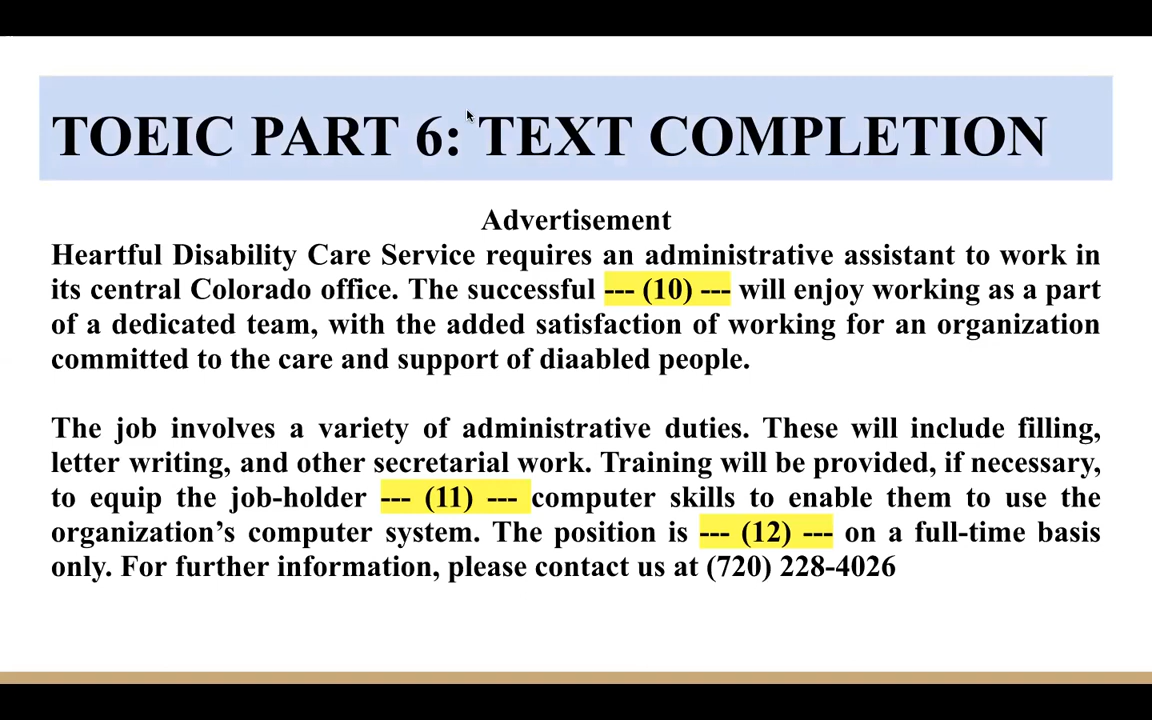 TOEIC PART 6: TEXT COMPLETION
Advertisement
Heartful Disability Care Service requires an administrative assistant to work in
its central Colorado office. The successful --- (10) --- will enjoy working as a part
of a dedicated team, with the added satisfaction of working for an organization
committed to the care and support of diaabled people.
The job involves a variety of administrative duties. These will include filling,
letter writing, and other secretarial work. Training will be provided, if necessary,
to equip the job-holder --- (11) --- computer skills to enable them to use the
organization's computer system. The position is --- (12) --- on a full-time basis
only. For further information, please contact us at (720) 228-4026